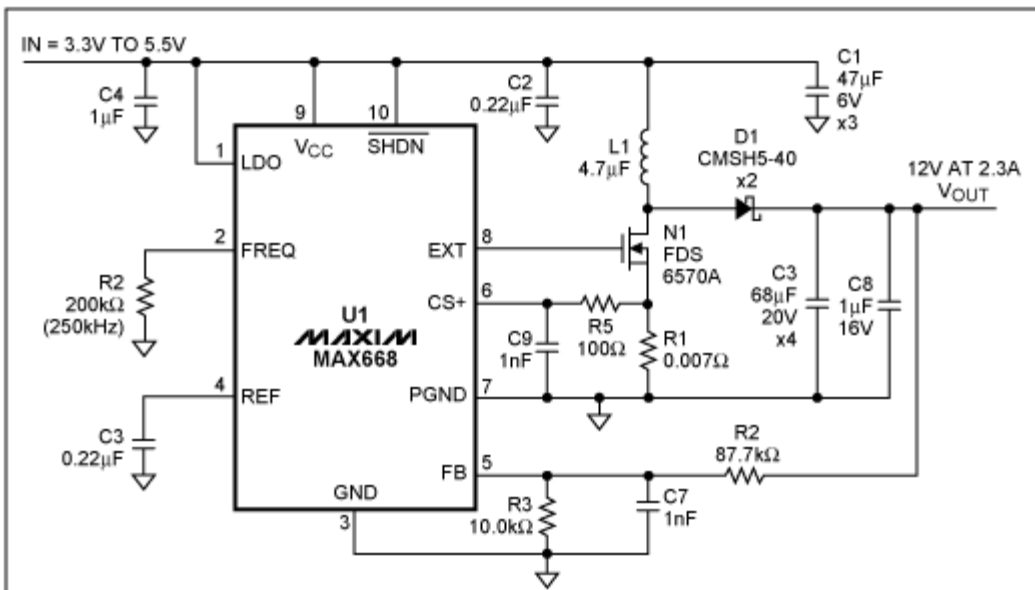 IN = 3.3V TO 5.5V
C4
1µF
C2
0.22µF
C1
47µF
6V
x3
9
10
VCC
SHDN
1
LDO
L1
4.7µF
D1
CMSH5-40
x2
12V AT 2.3A
VOUT
2
FREQ
EXT
8
N1
FDS
6570A
R2
200kΩ
(250kHz)
CS+
6
C3
68µF
20V
x4
C8
1µF
16V
U1
MAXIM
MAX668
C9
1nF
R5
100Ω
R1
0.007Ω
4
REF
PGND
7
C3
0.22µF
R2
87.7kΩ
FB
5
GND
3
R3
10.0kΩ
C7
1nF